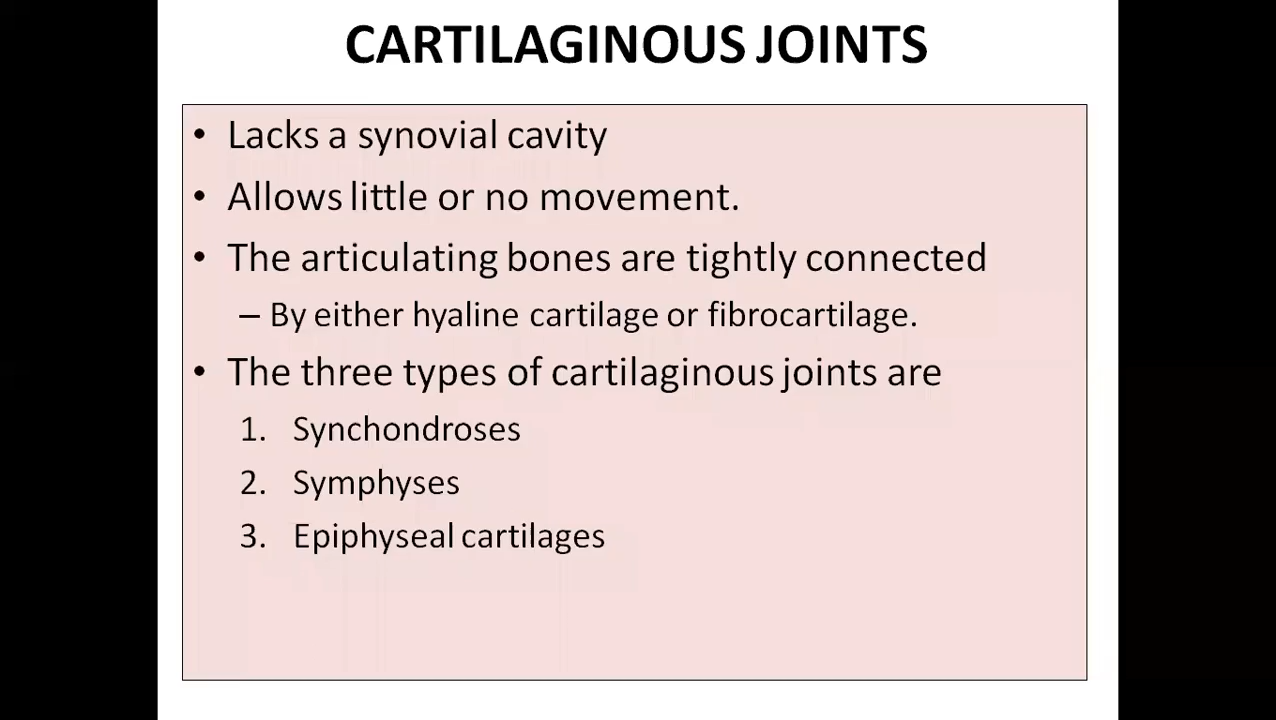 CARTILAGINOUS JOINTS
• Lacks a synovial cavity
• Allows little or no movement.
• The articulating bones are tightly connected
– By either hyaline cartilage or fibrocartilage.
• The three types of cartilaginous joints are
1. Synchondroses
2. Symphyses
3. Epiphyseal cartilages